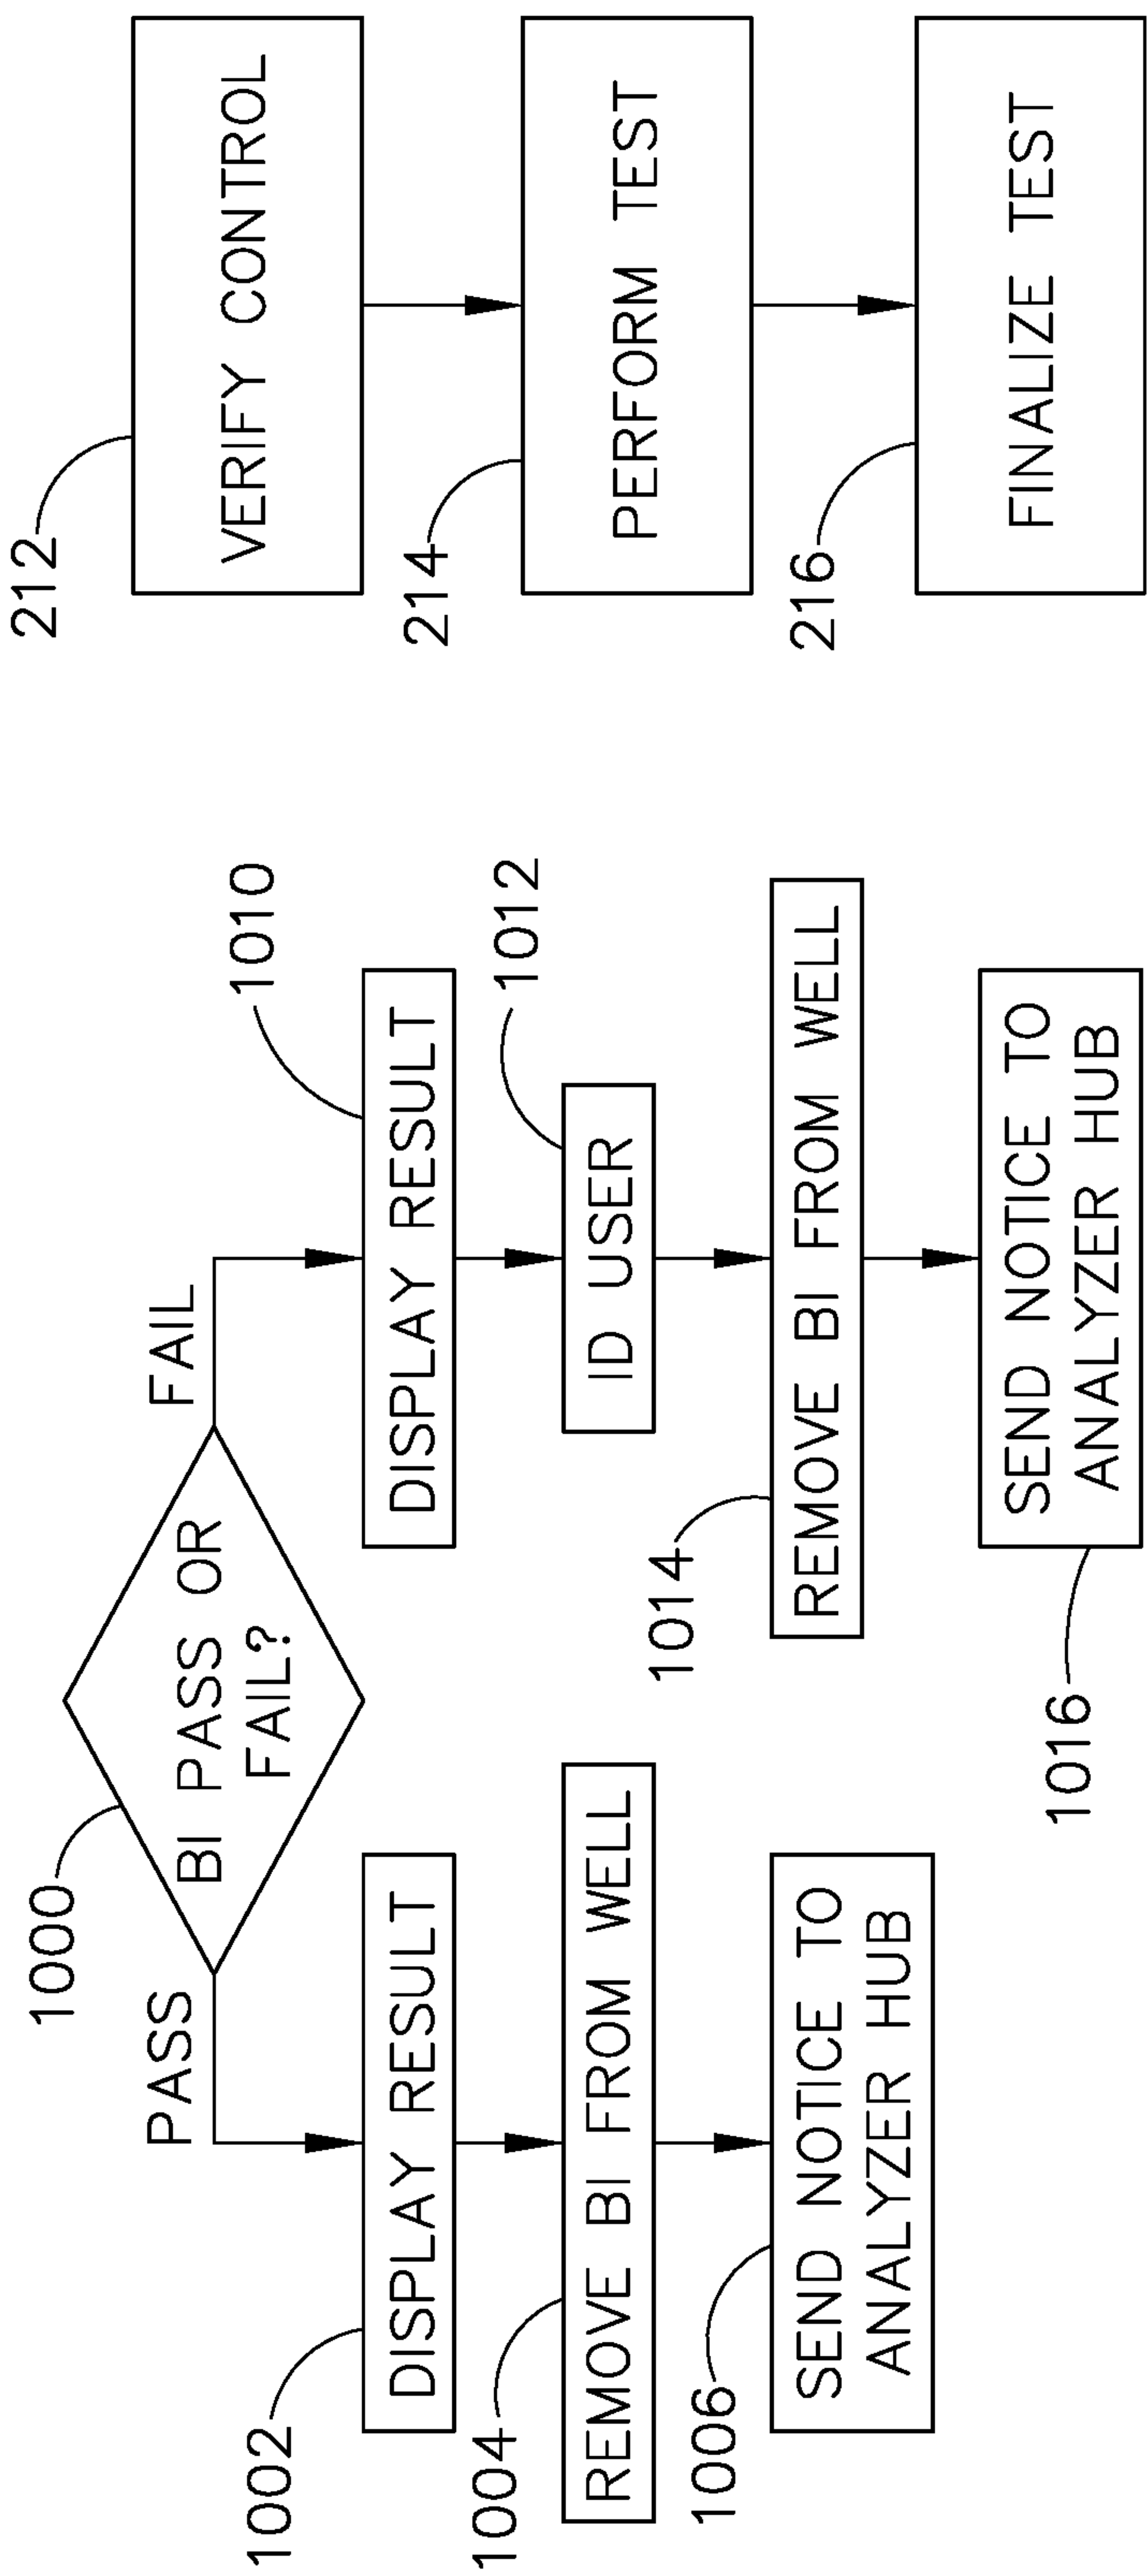 1000
BI PASS OR
FAIL?
PASS
FAIL
1002
DISPLAY RESULT
1004
REMOVE BI FROM WELL
1006
SEND NOTICE TO
ANALYZER HUB
1010
DISPLAY RESULT
1012
ID USER
1014
REMOVE BI FROM WELL
1016
SEND NOTICE TO
ANALYZER HUB
212
VERIFY CONTROL
214
PERFORM TEST
216
FINALIZE TEST